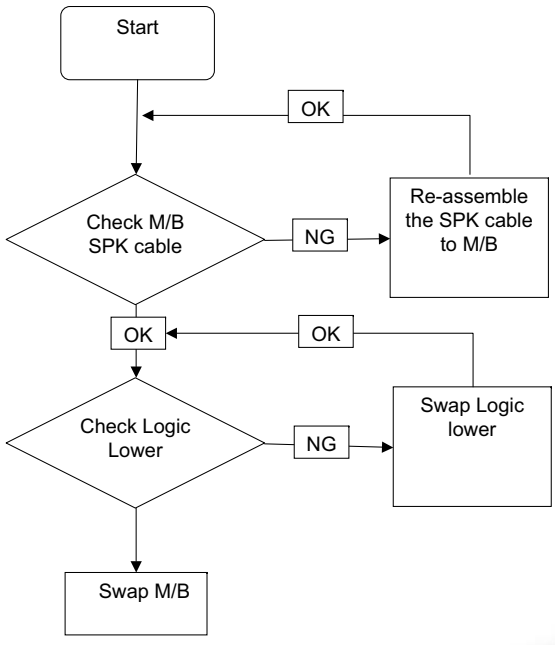 Start
OK
Check M/B
SPK cable
NG
Re-assemble
the SPK cable
to M/B
OK
OK
Check Logic
Lower
NG
Swap Logic
lower
Swap M/B